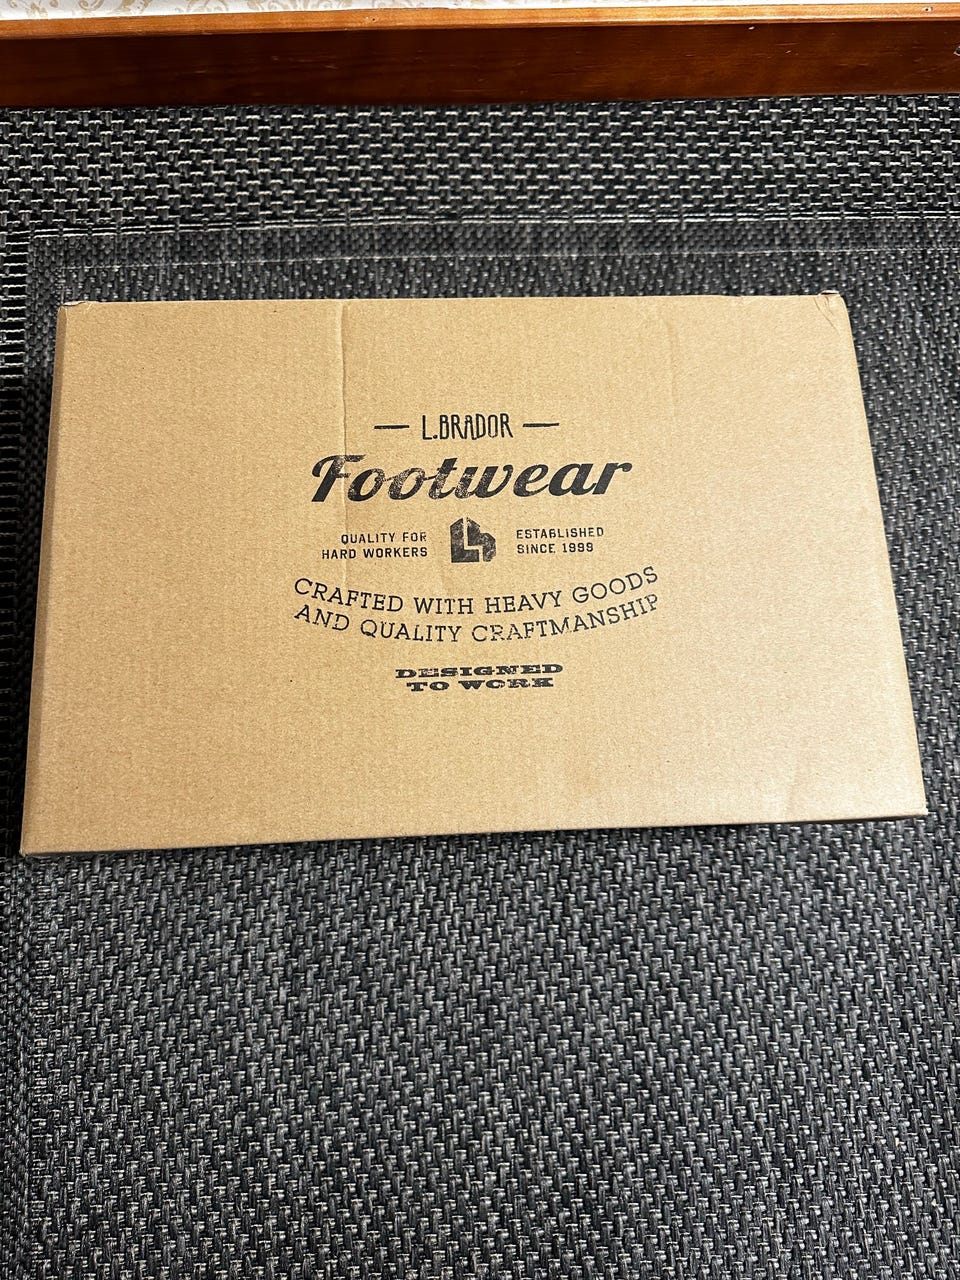 L.BRADOR
Footwear
QUALITY FOR
HARD WORKERS
ESTABLISHED
SINCE 1999
CRAFTED WITH HEAVY GOODS
AND QUALITY CRAFTMANSHIP
DESIGNED
TO WORK